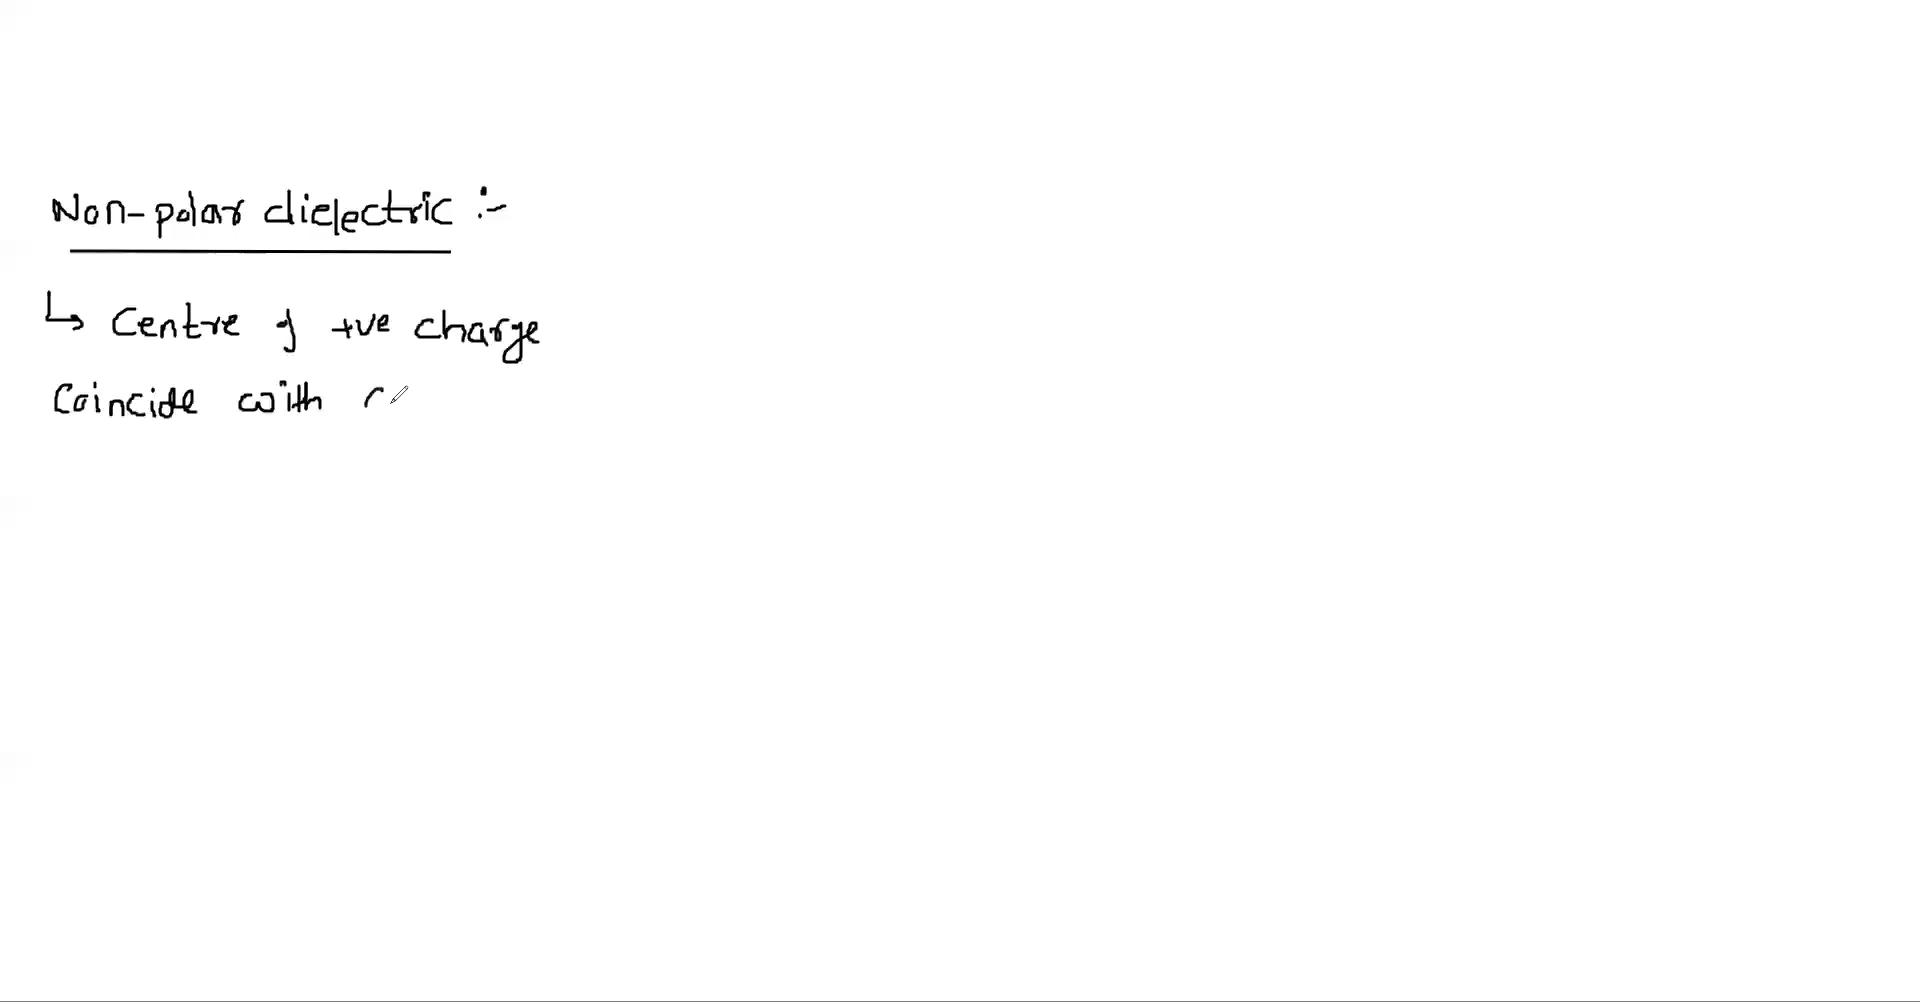 Non-polar dielectric :-
↳ Centre of +ve charge
Coincide with